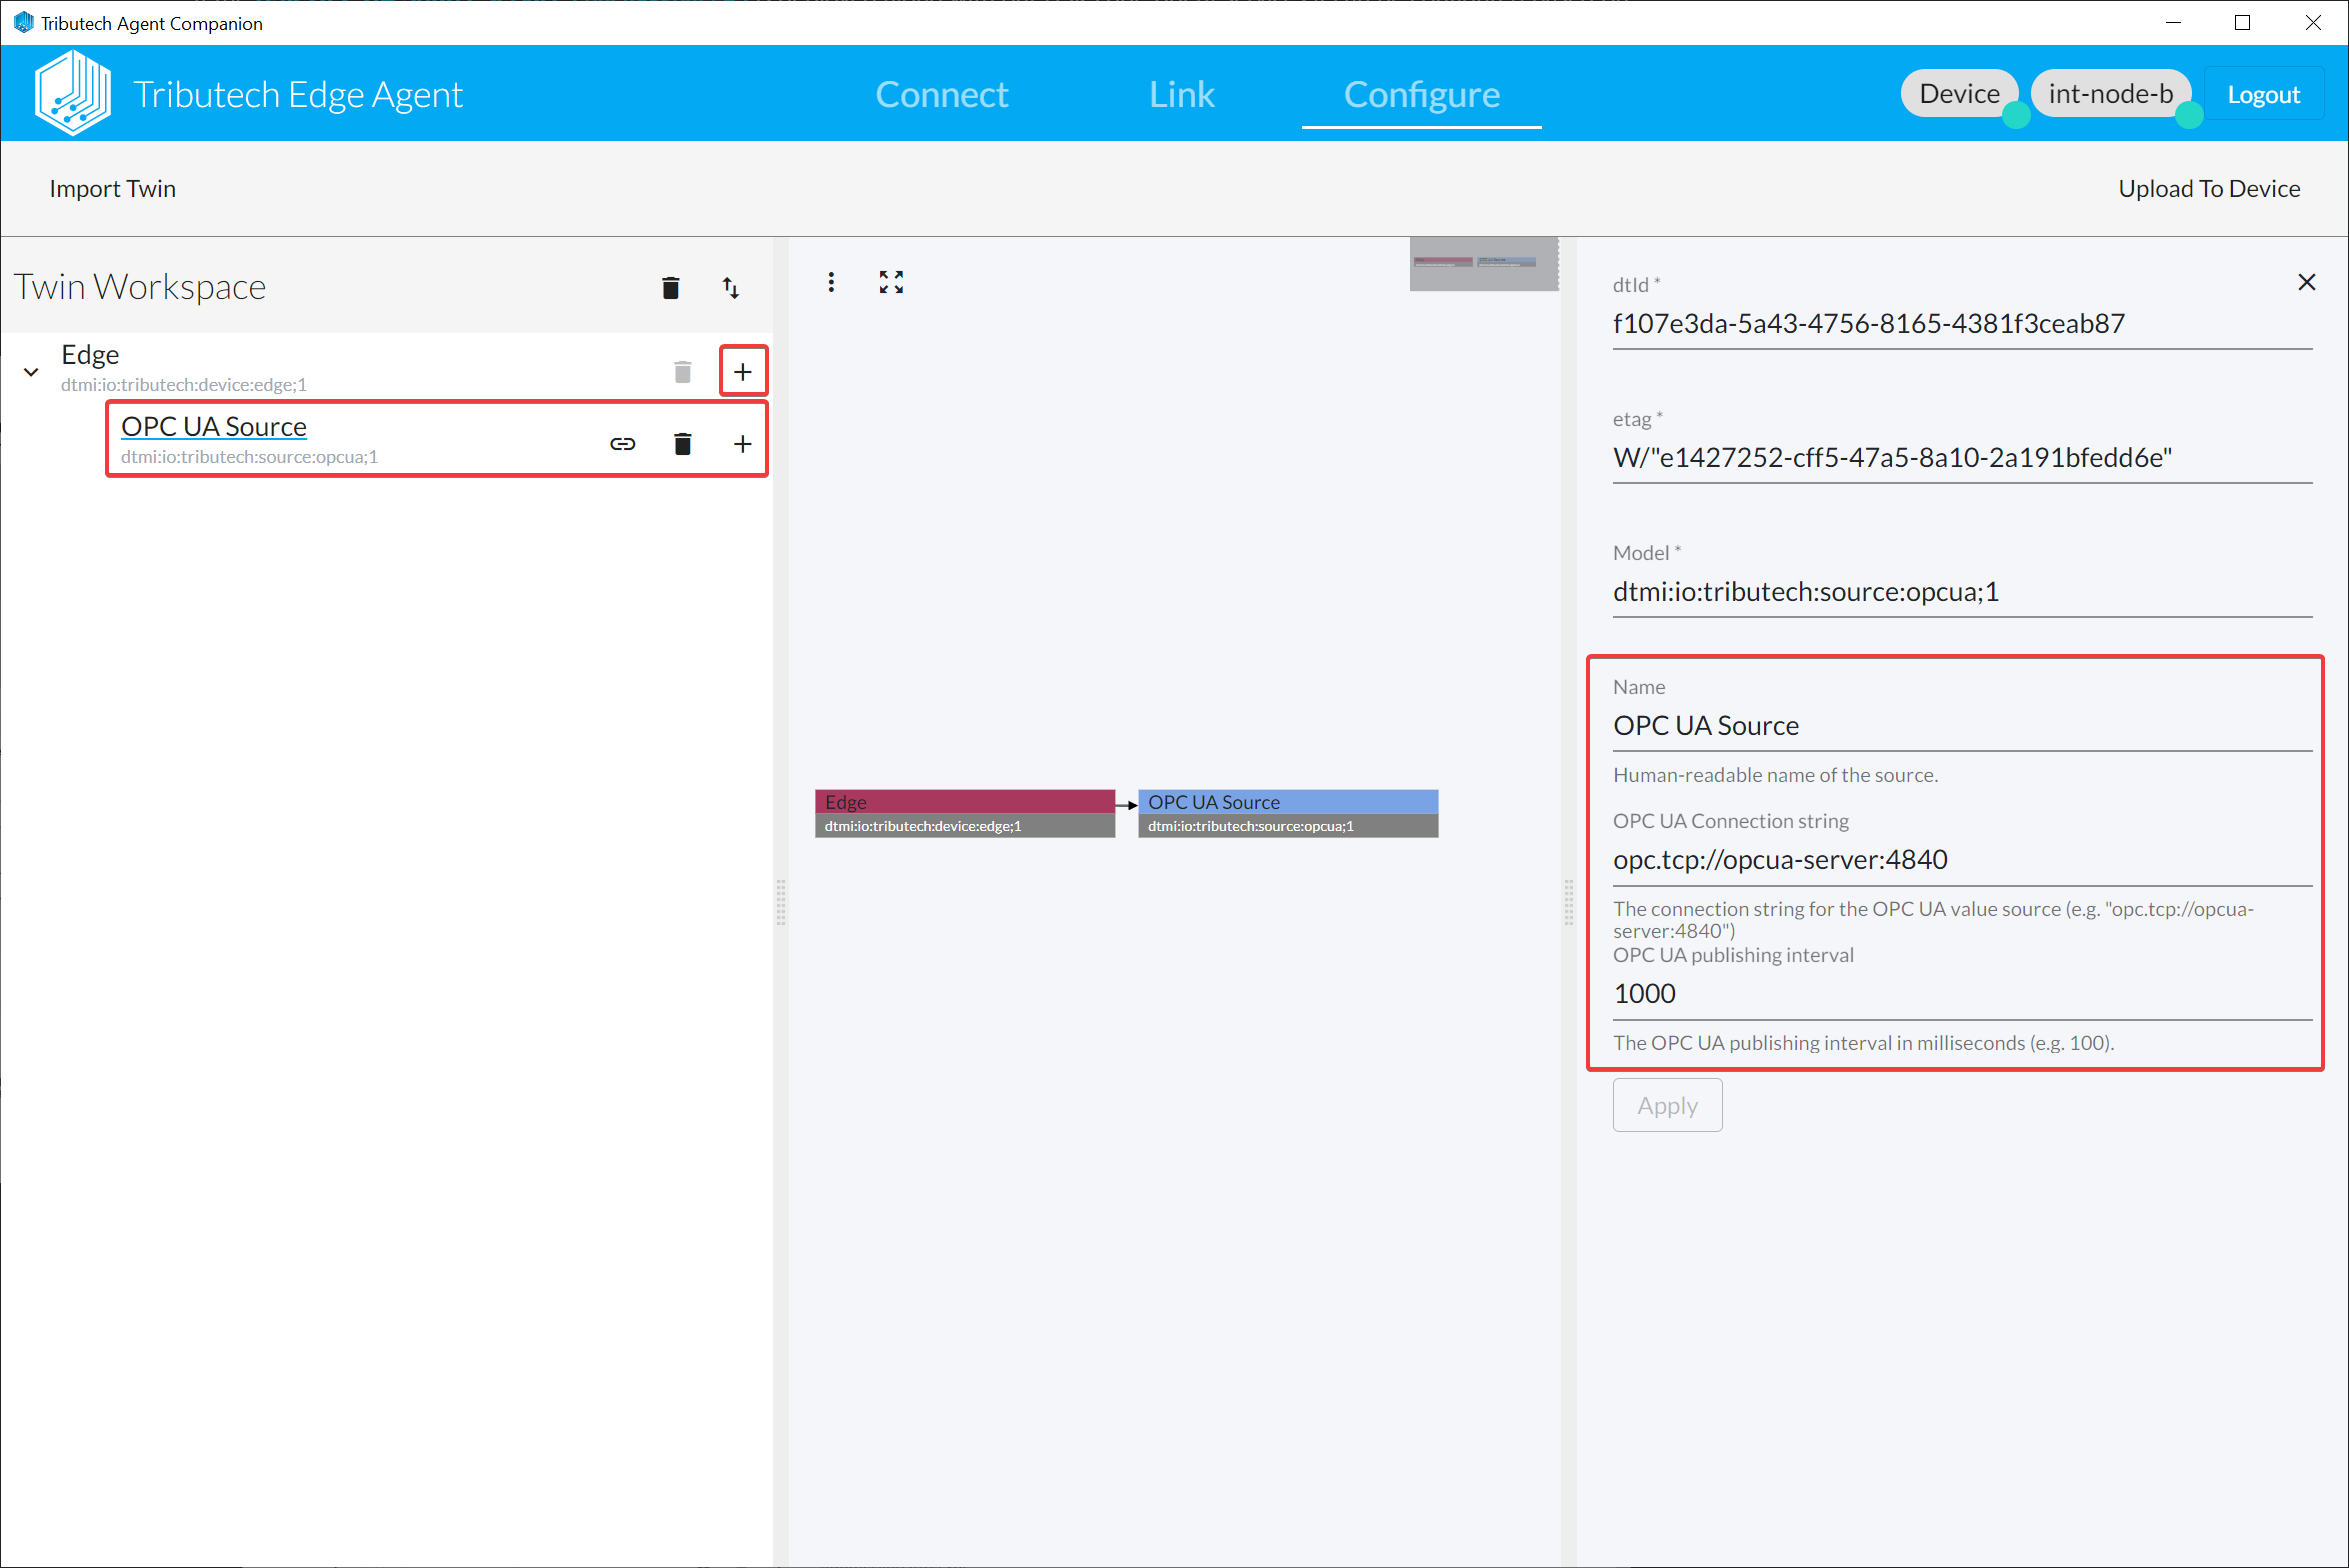 Tributech Agent Companion
Tributech Edge Agent
Connect
Link
Configure
Device
int-node-b
Logout
Import Twin
Upload To Device
Twin Workspace
Edge
dtmi:io:tributech:device:edge;1
OPC UA Source
dtmi:io:tributech:source:opcua;1
Edge
dtmi:io:tributech:device:edge;1
OPC UA Source
dtmi:io:tributech:source:opcua;1
dtId *
f107e3da-5a43-4756-8165-4381f3ceab87
etag *
W/"e1427252-cff5-47a5-8a10-2a191bfedd6e"
Model *
dtmi:io:tributech:source:opcua;1
Name
OPC UA Source
Human-readable name of the source.
OPC UA Connection string
opc.tcp://opcua-server:4840
The connection string for the OPC UA value source (e.g. "opc.tcp://opcua-
server:4840")
OPC UA publishing interval
1000
The OPC UA publishing interval in milliseconds (e.g. 100).
Apply